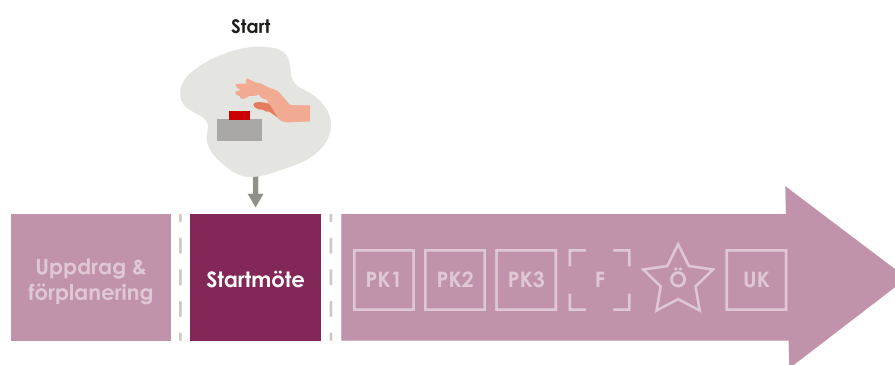 Start
Uppdrag &
förplanering
Startmöte
PK1
PK2
PK3
F
Ö
UK